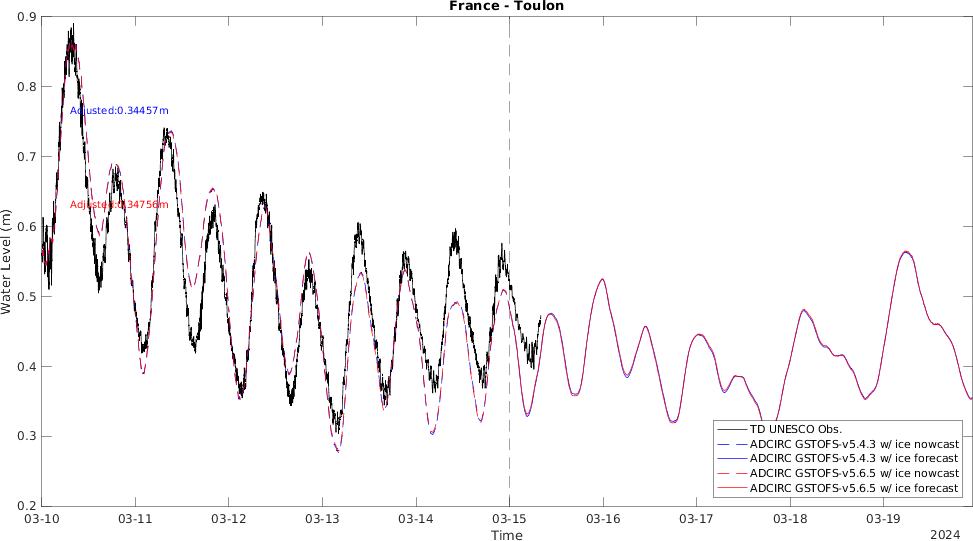 France - Toulon
0.9
0.8
0.7
0.6
0.5
0.4
0.3
0.2
Water Level (m)
Adjusted:0.34457m
Adjusted:0.34756m
TD UNESCO Obs.
ADCIRC GSTOFS-v5.4.3 w/ ice nowcast
ADCIRC GSTOFS-v5.4.3 w/ ice forecast
ADCIRC GSTOFS-v5.6.5 w/ ice nowcast
ADCIRC GSTOFS-v5.6.5 w/ ice forecast
03-10 03-11 03-12 03-13 03-14 03-15 03-16 03-17 03-18 03-19
Time
2024